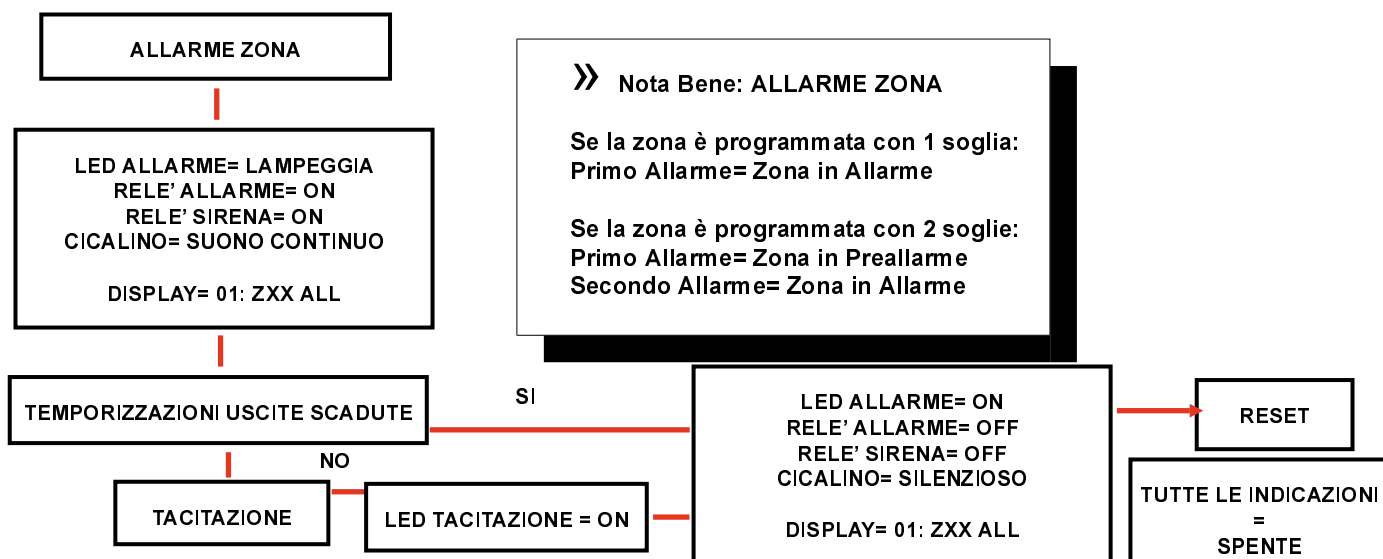 ALLARME ZONA
LED ALLARME= LAMPEGGIA
RELE' ALLARME= ON
RELE' SIRENA= ON
CICALINO= SUONO CONTINUO
DISPLAY= 01: ZXX ALL
» Nota Bene: ALLARME ZONA
Se la zona è programmata con 1 soglia:
Primo Allarme= Zona in Allarme
Se la zona è programmata con 2 soglie:
Primo Allarme= Zona in Preallarme
Secondo Allarme= Zona in Allarme
TEMPORIZZAZIONI USCITE SCADUTE
SI
NO
TACITAZIONE
LED TACITAZIONE = ON
LED ALLARME= ON
RELE' ALLARME= OFF
RELE' SIRENA= OFF
CICALINO= SILENZIOSO
DISPLAY= 01: ZXX ALL
RESET
TUTTE LE INDICAZIONI
=
SPENTE